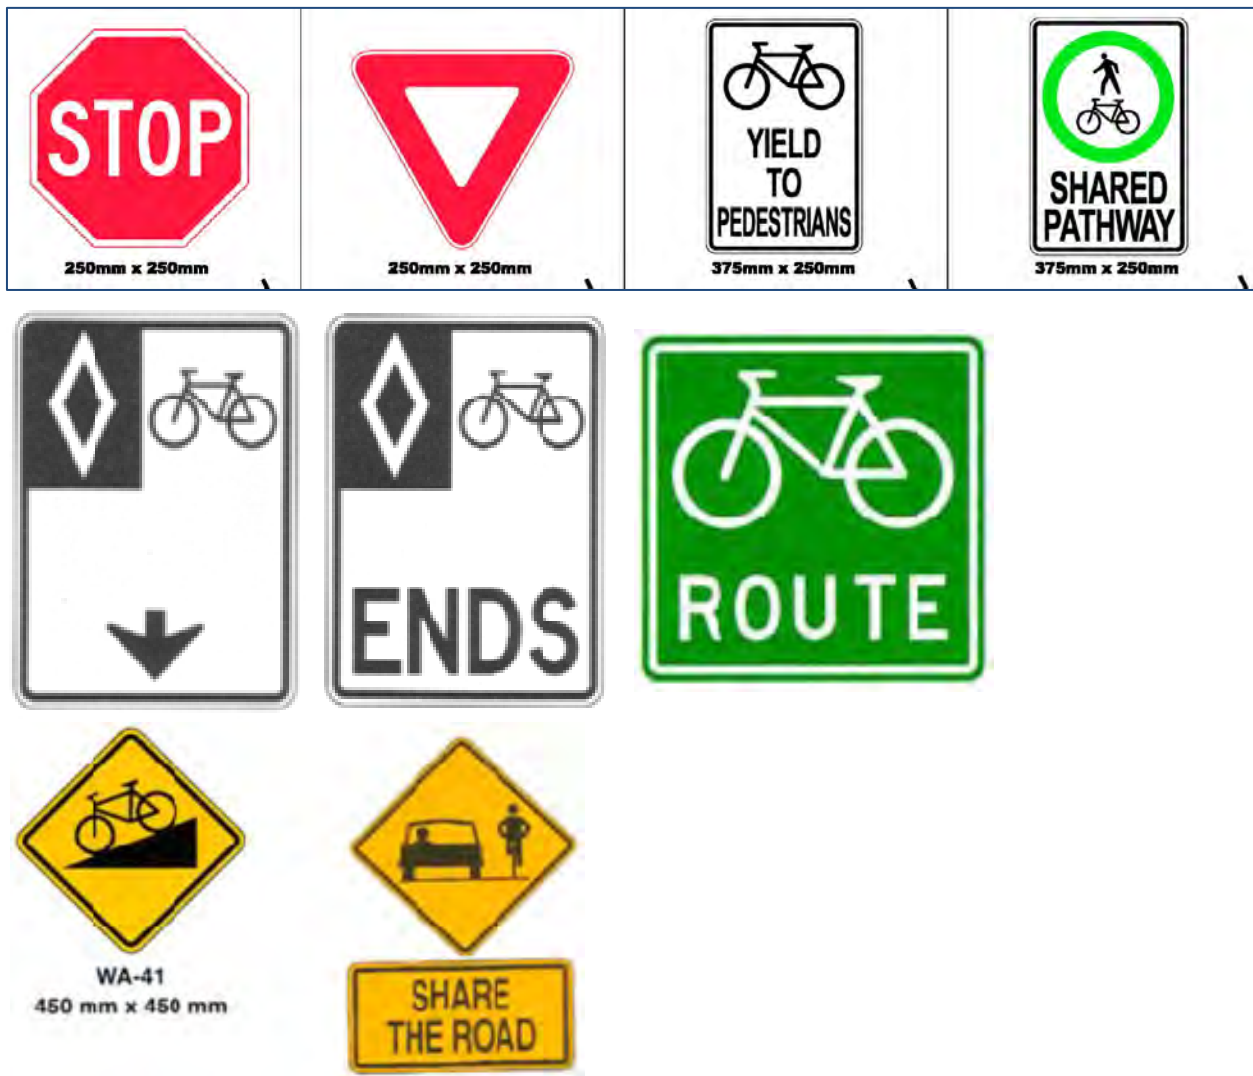 STOP
250mm x 250mm
250mm x 250mm
YIELD
TO
PEDESTRIANS
375mm x 250mm
SHARED
PATHWAY
375mm x 250mm
ENDS
ROUTE
WA-41
450 mm x 450 mm
SHARE
THE ROAD